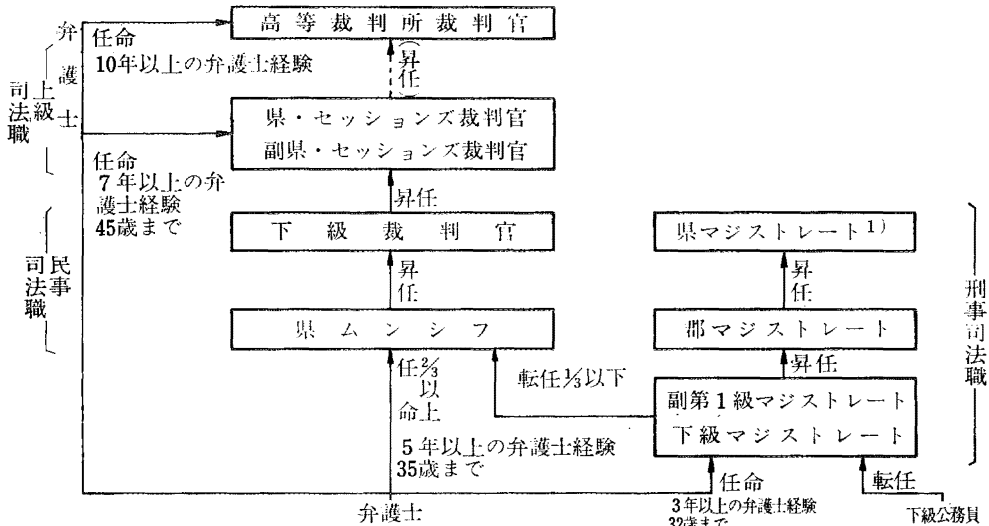 高等裁判所裁判官
弁護士
任命
10年以上の弁護士経験
(昇任)
上級司法職
県・セッションズ裁判官
副県・セッションズ裁判官
任命
7年以上の弁
護士経験
45歳まで
昇任
下級裁判官
県マジストレート1)
民事司法職
昇任
昇任
刑事司法職
県ムンシフ
郡マジストレート
任命2/3以上
転任1/3以下
昇任
副第1級マジストレート
下級マジストレート
5年以上の弁護士経験
35歳まで
任命
転任
弁護士
3年以上の弁護士経験
32歳まで
下級公務員